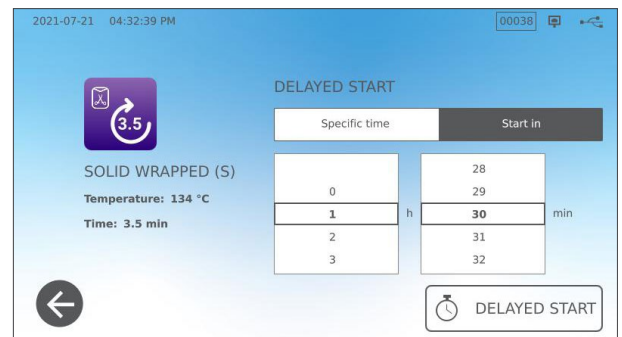 2021-07-21 04:32:39 PM
00038
DELAYED START
Specific time
Start in
3.5
SOLID WRAPPED (S)
Temperature: 134 °C
Time: 3.5 min
28
0 29
1 h 30 min
2 31
3 32
DELAYED START